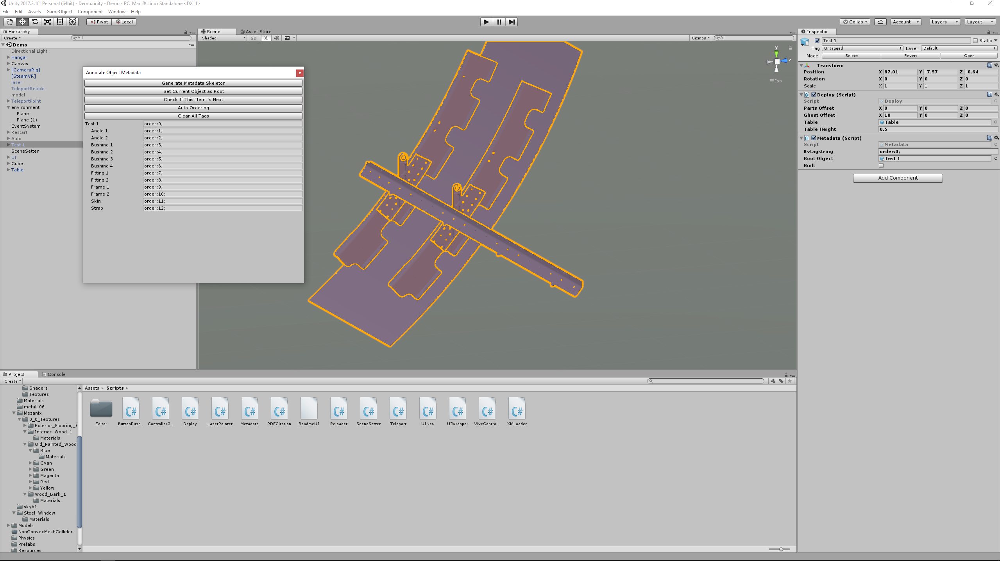 Unity 2017.3.1f1 Personal (64bit) - Demo.unity - Demo - PC, Mac & Linux Standalone <DX11>
File Edit Assets GameObject Component Window Help
Pivot Local Collab Account Layers Layout
Hierarchy
Create All
Demo
Directional Light
Hangar
Canvas
[CameraRig]
[SteamVR]
laser
TeleportReticle
model
TeleportPoint
environment
Plane
Plane (1)
EventSystem
Restart
Auto
Test 1
SceneSetter
UI
Cube
Table
Annotate Object Metadata
Generate Metadata Skeleton
Set Current Object as Root
Check If This Item Is Next
Auto Ordering
Clear All Tags
Test 1 order:0;
Angle 1 order:1;
Angle 2 order:2;
Bushing 1 order:3;
Bushing 2 order:4;
Bushing 3 order:5;
Bushing 4 order:6;
Fitting 1 order:7;
Fitting 2 order:8;
Frame 1 order:9;
Frame 2 order:10;
Skin order:11;
Strap order:12;
Scene Asset Store
Shaded 2D Gizmos All
y
z
Iso
Inspector
Test 1 Static
Tag Untagged Layer Default
Model Select Revert Open
Transform
Position X 87.01 Y -7.57 Z -0.64
Rotation X 0 Y 0 Z 0
Scale X 1 Y 1 Z 1
Deploy (Script)
Script Deploy
Parts Offset X 0 Y 0 Z 0
Ghost Offset X 10 Y 0 Z 0
Table Table
Table Height 0.5
Metadata (Script)
Script Metadata
Kvtagstring order:0;
Root Object Test 1
Built
Add Component
Project Console
Create
Shaders
Textures
Materials
metal_06
Mezanix
0_0_Textures
Exterior_Flooring_
Interior_Wood_1
Materials
Old_Painted_Wood
Blue
Materials
Cyan
Green
Magenta
Red
Yellow
Wood_Bark_1
Materials
skyb1
Steel_Window
Materials
Models
NonConvexMeshCollider
Physics
Prefabs
Resources
Assets Scripts
C# C# C# C# C# C# C# C# C# C# C# C# C#
Editor ButtonPush... ControllerG... Deploy LaserPointer Metadata PDFCitation ReadmeUI Reloader SceneSetter Teleport UINew UIWrapper ViveControl... XMLoader